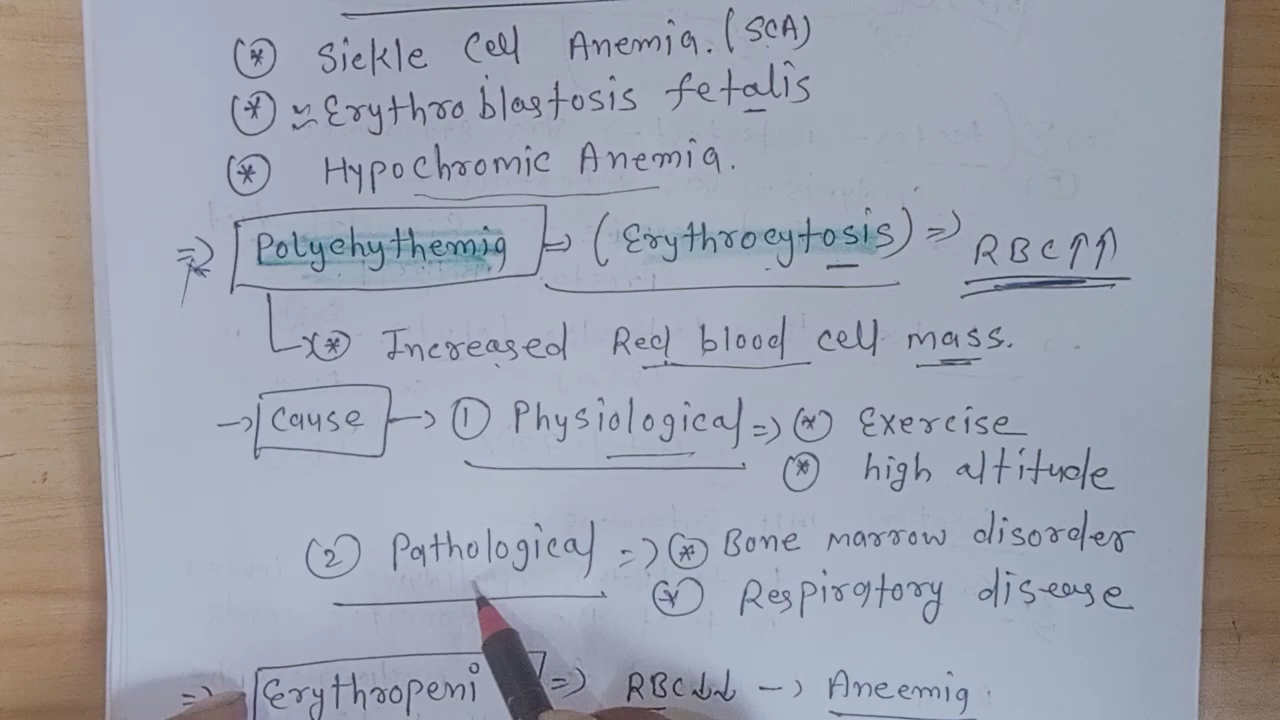 (*) Sickle Cell Anemia. (SCA)
(*) ≈ Erythroblastosis fetalis
(*) Hypochromic Anemia.
=> Polychythemia -> (Erythrocytosis) => RBC↑↑
(*) Increased Red blood cell mass.
-> Cause -> ① Physiological => (*) Exercise
(*) high altitude
(2) Pathological => (*) Bone marrow disorder
(*) Respiratory disease
=> Erythropeni => RBC↓↓ -> Aneemia